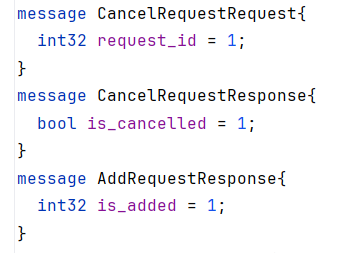 message CancelRequestRequest{
  int32 request_id = 1;
}
message CancelRequestResponse{
  bool is_cancelled = 1;
}
message AddRequestResponse{
  int32 is_added = 1;
}